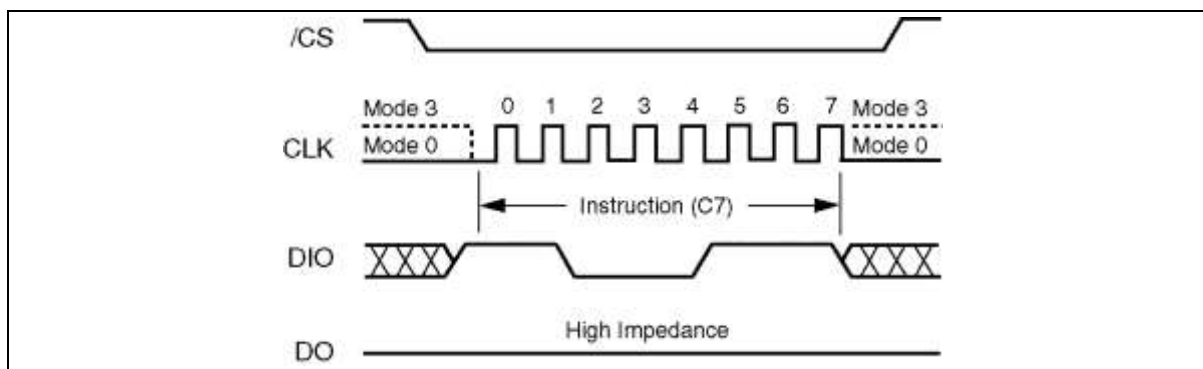 /CS
0 1 2 3 4 5 6 7
Mode 3 Mode 3
CLK Mode 0 Mode 0
Instruction (C7)
DIO
High Impedance
DO